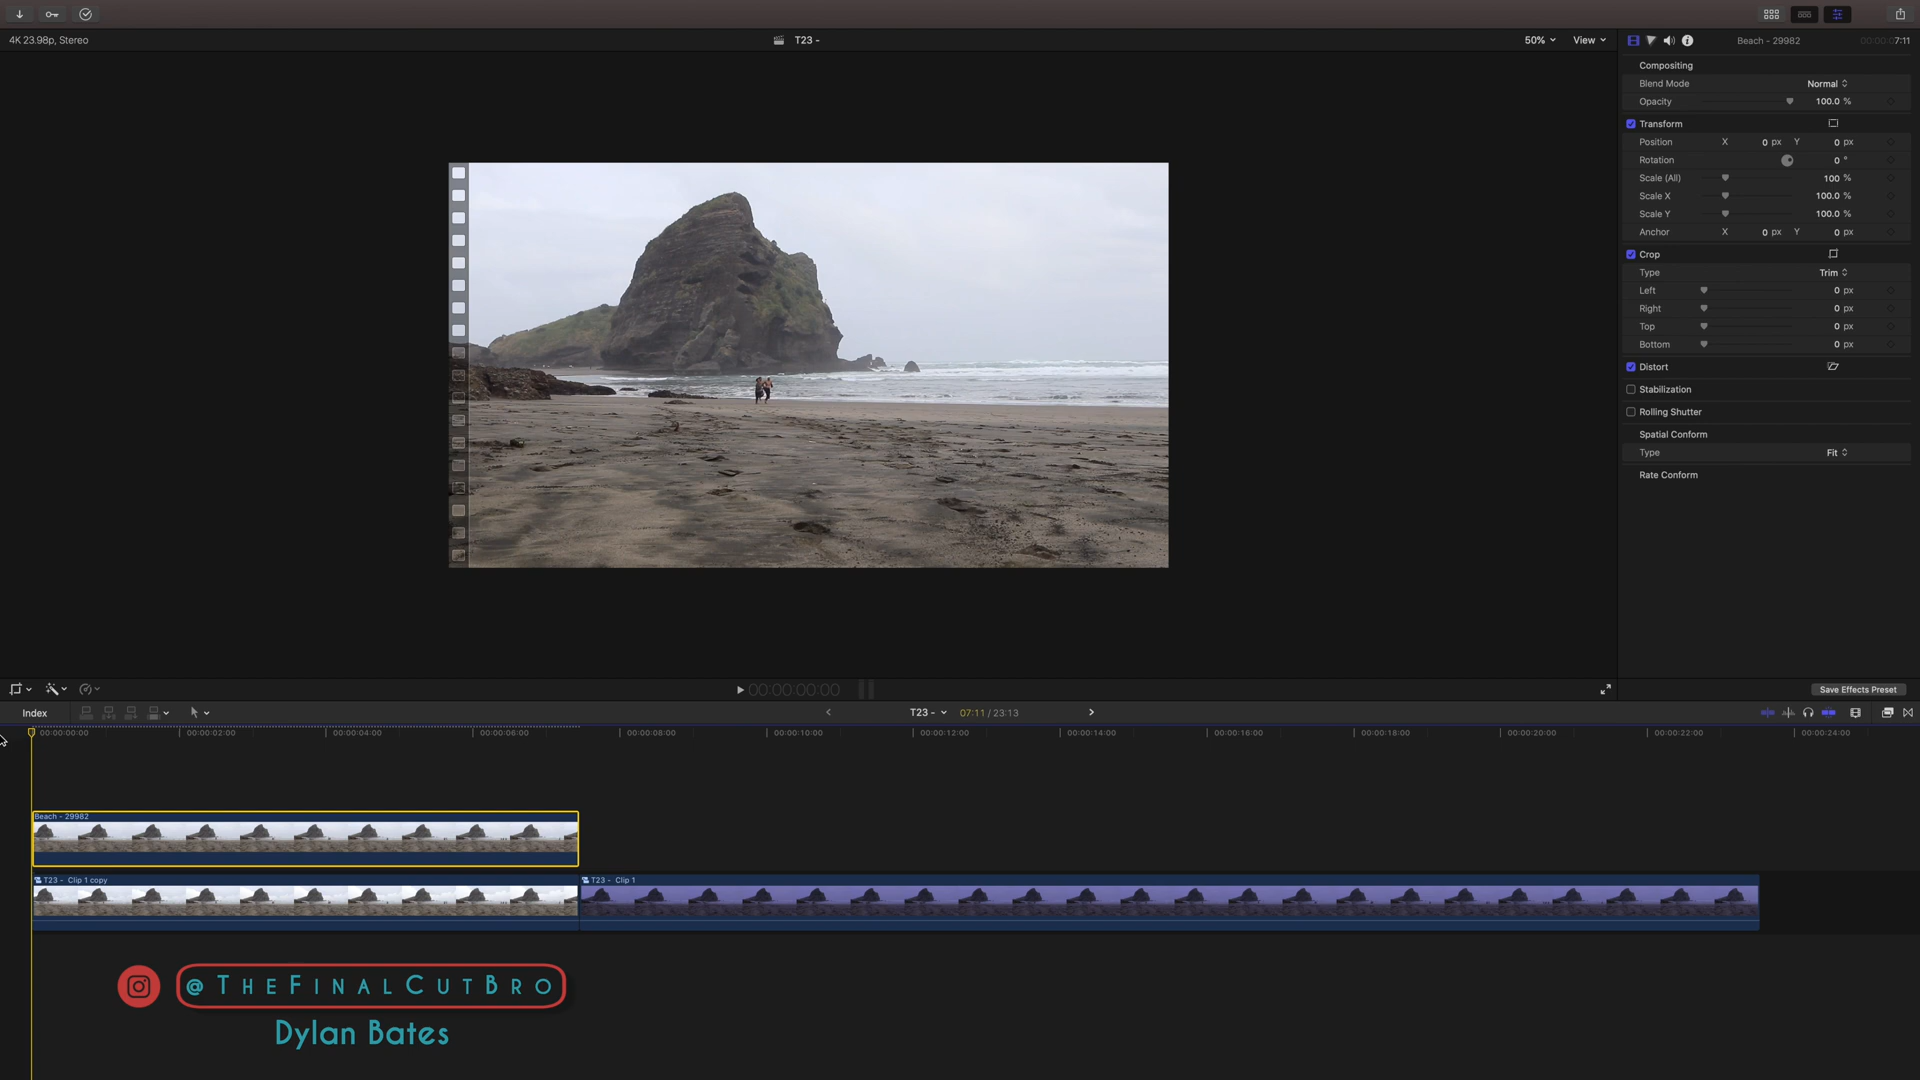 4K 23.98p, Stereo
T23 -
50%
View
Beach - 29982
00:00:07:11
Compositing
Blend Mode Normal
Opacity 100.0 %
Transform
Position X 0 px Y 0 px
Rotation 0 °
Scale (All) 100 %
Scale X 100.0 %
Scale Y 100.0 %
Anchor X 0 px Y 0 px
Crop
Type Trim
Left 0 px
Right 0 px
Top 0 px
Bottom 0 px
Distort
Stabilization
Rolling Shutter
Spatial Conform
Type Fit
Rate Conform
00:00:00:00
Save Effects Preset
Index
T23 -
07:11 / 23:13
00:00:00:00 00:00:02:00 00:00:04:00 00:00:06:00 00:00:08:00 00:00:10:00 00:00:12:00 00:00:14:00 00:00:16:00 00:00:18:00 00:00:20:00 00:00:22:00 00:00:24:00
Beach - 29982
T23 - Clip 1 copy
T23 - Clip 1
@TheFinalCutBro
Dylan Bates